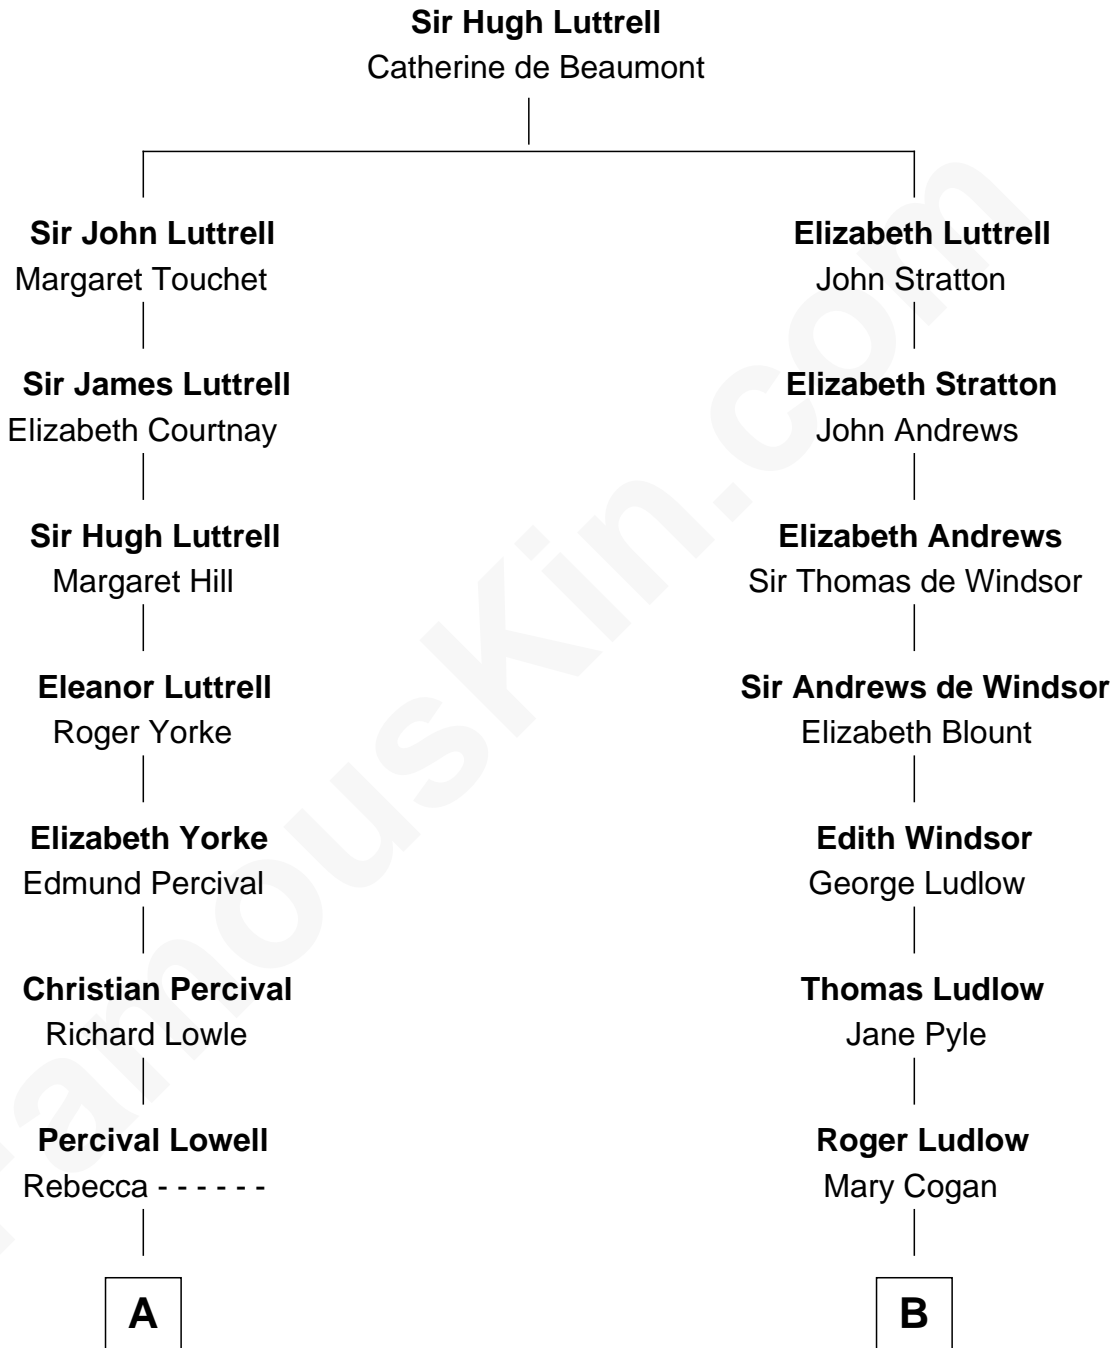 Sir Hugh Luttrell
Catherine de Beaumont
Sir John Luttrell
Margaret Touchet
Elizabeth Luttrell
John Stratton
Sir James Luttrell
Elizabeth Courtnay
Elizabeth Stratton
John Andrews
Sir Hugh Luttrell
Margaret Hill
Elizabeth Andrews
Sir Thomas de Windsor
Eleanor Luttrell
Roger Yorke
Sir Andrews de Windsor
Elizabeth Blount
Elizabeth Yorke
Edmund Percival
Edith Windsor
George Ludlow
Christian Percival
Richard Lowle
Thomas Ludlow
Jane Pyle
Percival Lowell
Rebecca - - - - - -
Roger Ludlow
Mary Cogan
A
B
FamousKin.com